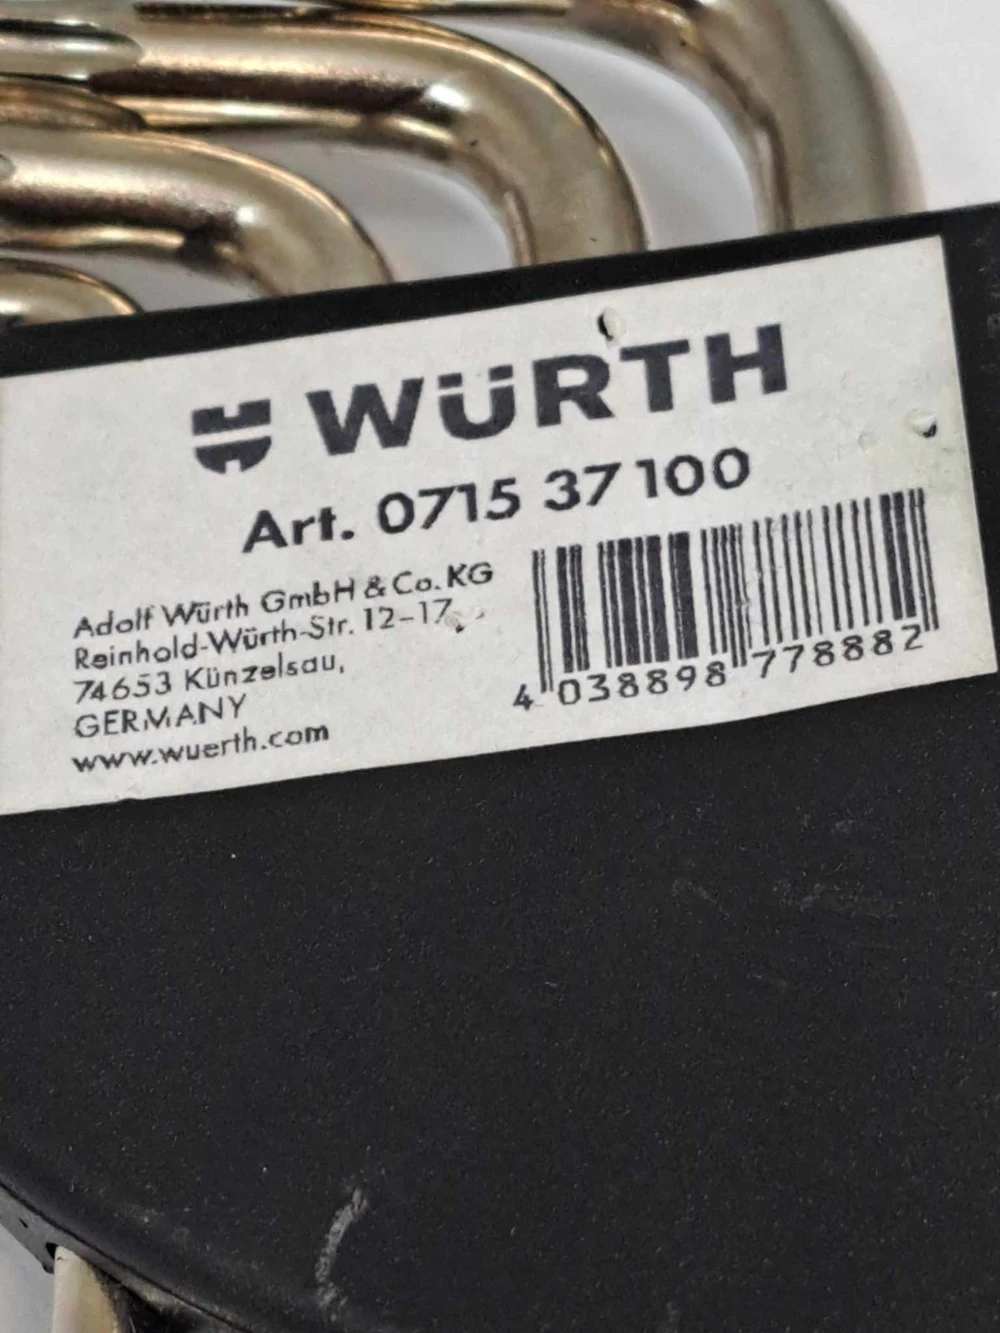 WÜRTH
Art. 0715 37 100
Adolf Würth GmbH & Co. KG
Reinhold-Würth-Str. 12-17
74653 Künzelsau,
GERMANY
www.wuerth.com
4 038898 778882